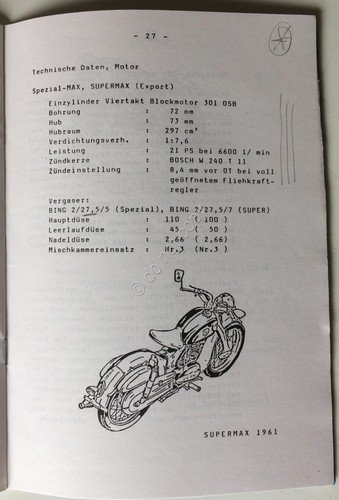 - 27 -
Technische Daten, Motor
Spezial-MAX, SUPERMAX (Export)
Einzylinder Viertakt Blockmotor 301 OSB
Bohrung : 72 mm
Hub : 73 mm
Hubraum : 297 cm³
Verdichtungsverh. : 1:7,6
Leistung : 21 PS bei 6600 1/ min
Zündkerze : BOSCH W 240 T 11
Zündeinstellung : 8,4 mm vor OT bei voll
geöffnetem Fliehkraft-
regler
Vergaser:
BING 2/27,5/5 (Spezial), BING 2/27,5/7 (SUPER)
Hauptdüse : 110 ( 100 )
Leerlaufdüse : 45 ( 50 )
Nadeldüse : 2,66 ( 2,66)
Mischkammereinsatz : Nr.3 (Nr.3 )
SUPERMAX 1961